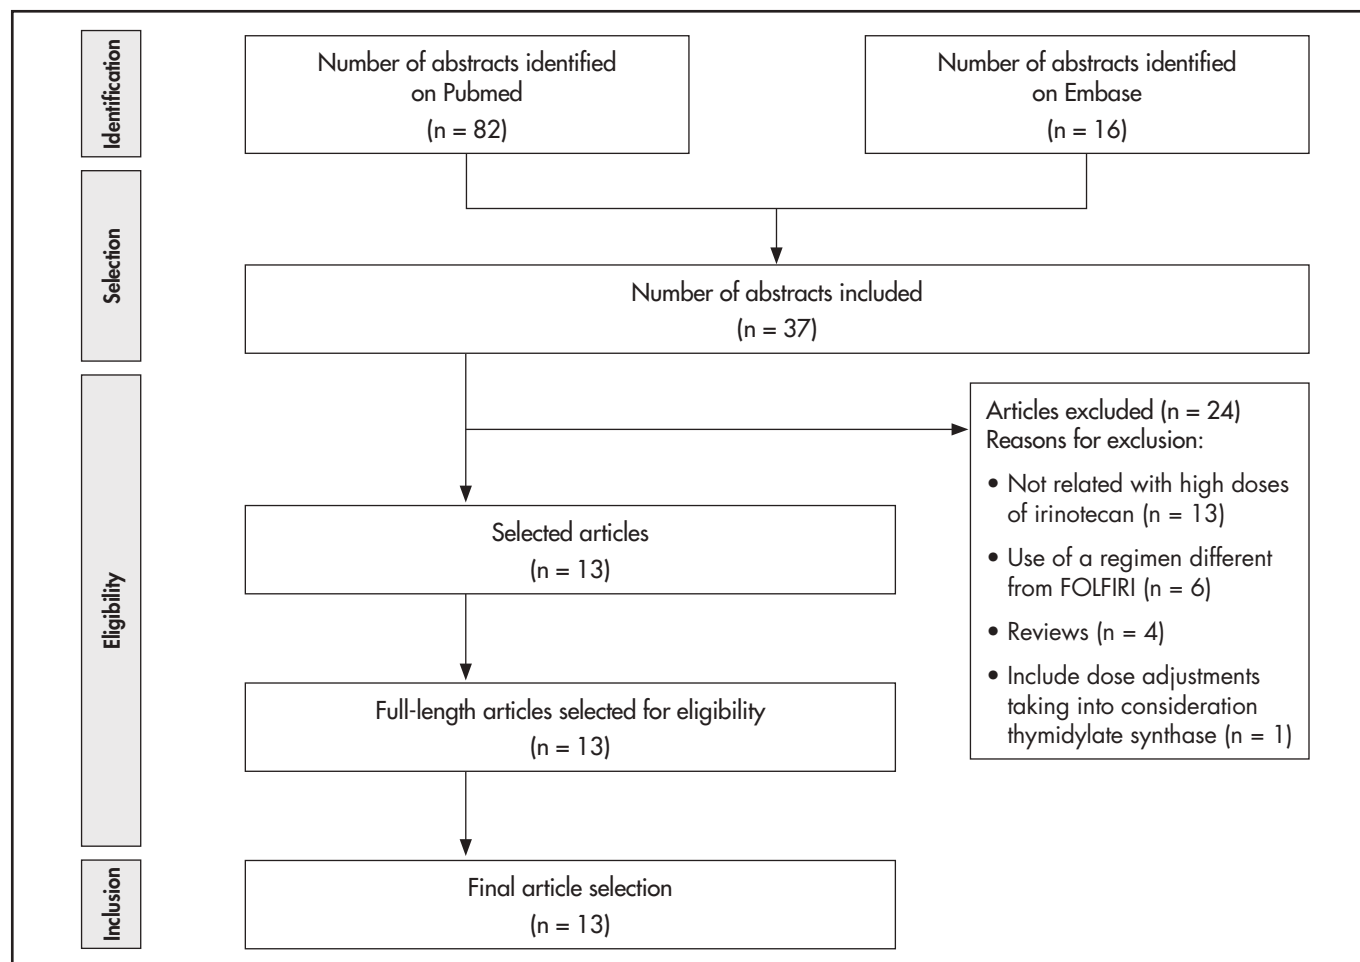 Identification
Number of abstracts identified
on Pubmed
(n = 82)
Number of abstracts identified
on Embase
(n = 16)
Selection
Number of abstracts included
(n = 37)
Eligibility
Articles excluded (n = 24)
Reasons for exclusion:
• Not related with high doses
of irinotecan (n = 13)
• Use of a regimen different
from FOLFIRI (n = 6)
• Reviews (n = 4)
• Include dose adjustments
taking into consideration
thymidylate synthase (n = 1)
Selected articles
(n = 13)
Full-length articles selected for eligibility
(n = 13)
Inclusion
Final article selection
(n = 13)